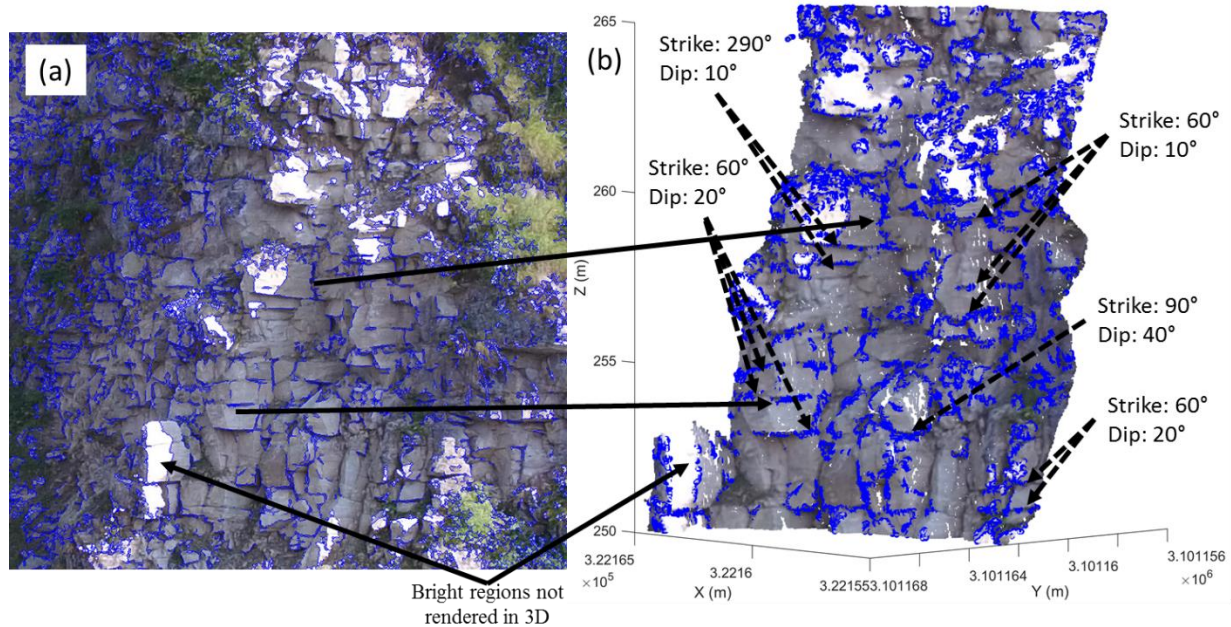 (a)
(b)
Strike: 290°
Dip: 10°
Strike: 60°
Dip: 20°
Strike: 60°
Dip: 10°
Strike: 90°
Dip: 40°
Strike: 60°
Dip: 20°
265
260
255
250
Z (m)
3.22165
×10⁵
3.2216
X (m)
3.22155
3.101168
3.101164
Y (m)
3.10116
3.101156
×10⁶
Bright regions not
rendered in 3D